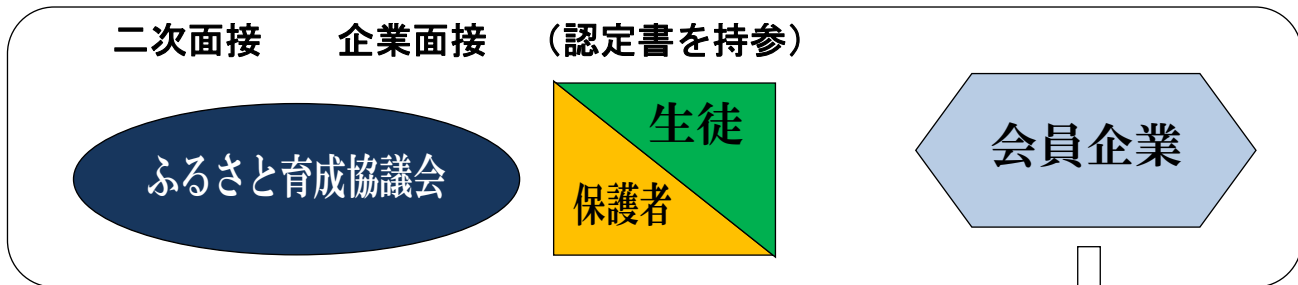 二次面接 企業面接 （認定書を持参）
ふるさと育成協議会
生徒
保護者
会員企業